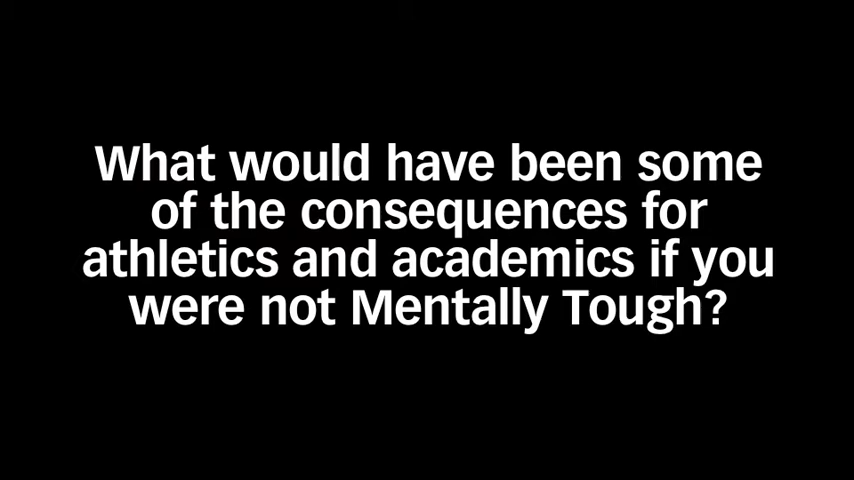 What would have been some
of the consequences for
athletics and academics if you
were not Mentally Tough?